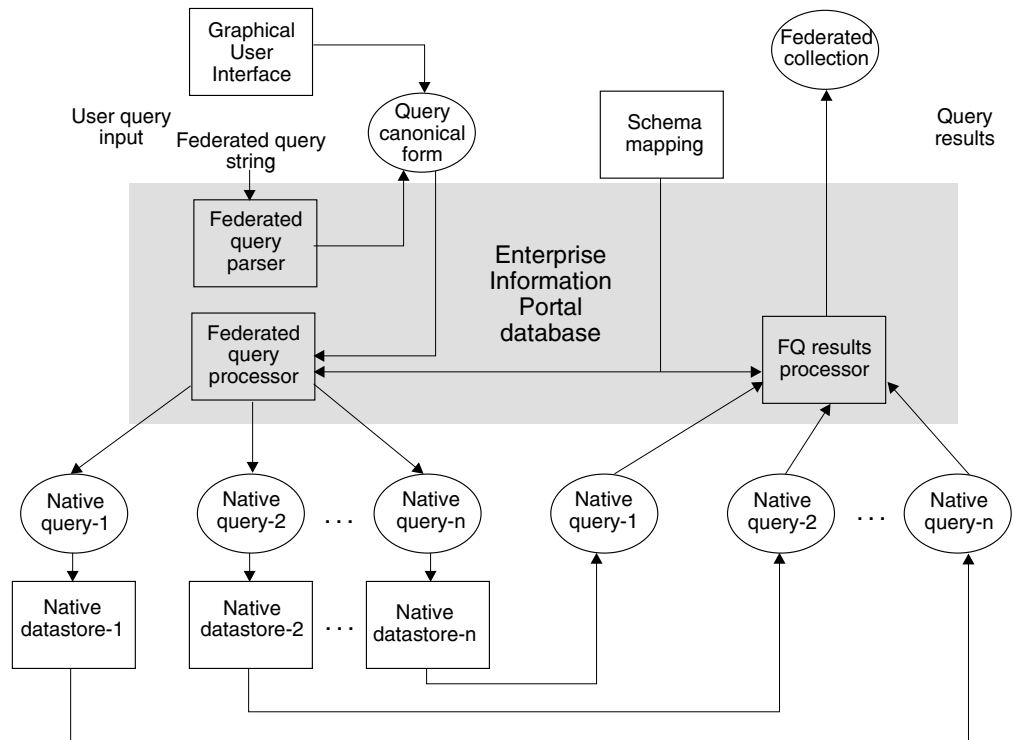 Graphical
User
Interface
Federated
collection
User query
input
Federated query
string
Query
canonical
form
Schema
mapping
Query
results
Federated
query
parser
Enterprise
Information
Portal
database
Federated
query
processor
FQ results
processor
Native
query-1
Native
query-2
. . .
Native
query-n
Native
query-1
Native
query-2
. . .
Native
query-n
Native
datastore-1
Native
datastore-2
. . .
Native
datastore-n